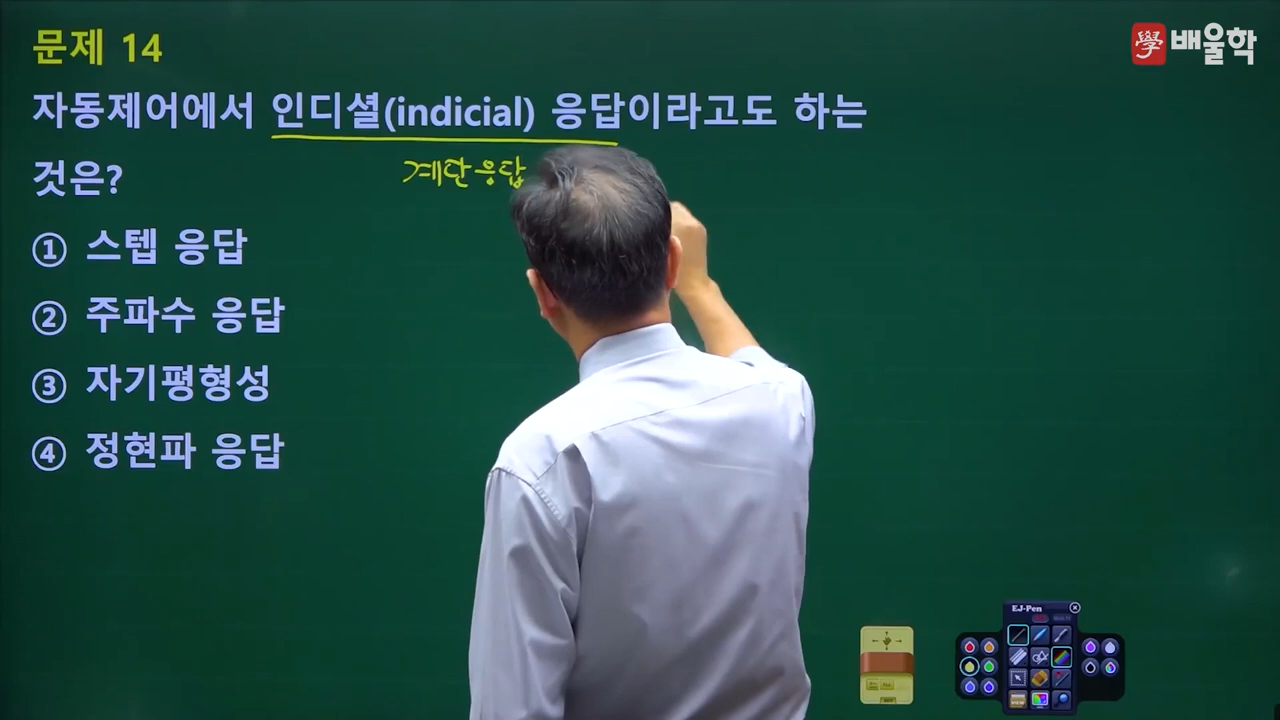 문제 14
學 배울학
자동제어에서 인디셜(indicial) 응답이라고도 하는
계단응답
것은?
① 스텝 응답
② 주파수 응답
③ 자기평형성
④ 정현파 응답
EJ-Pen